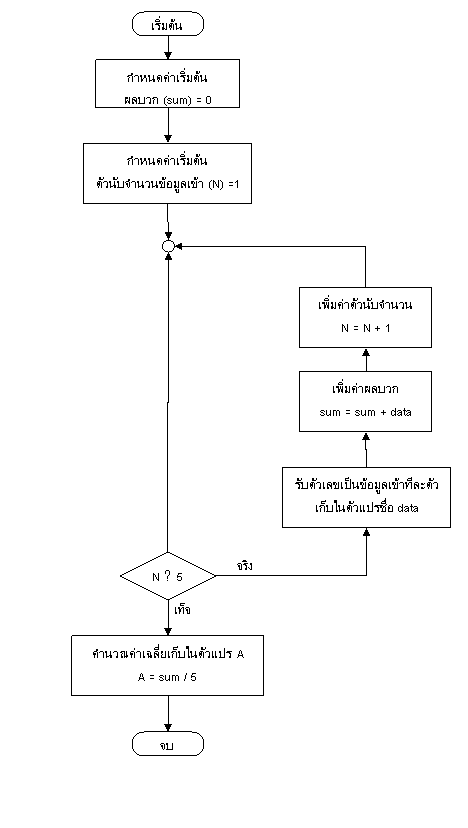 เริ่มต้น
กำหนดค่าเริ่มต้น
ผลบวก (sum) = 0
กำหนดค่าเริ่มต้น
ตัวนับจำนวนข้อมูลเข้า (N) =1
เพิ่มค่าตัวนับจำนวน
N = N + 1
เพิ่มค่าผลบวก
sum = sum + data
รับตัวเลขเป็นข้อมูลเข้าทีละตัว
เก็บในตัวแปรชื่อ data
N ? 5
จริง
เท็จ
คำนวณค่าเฉลี่ยเก็บในตัวแปร A
A = sum / 5
จบ